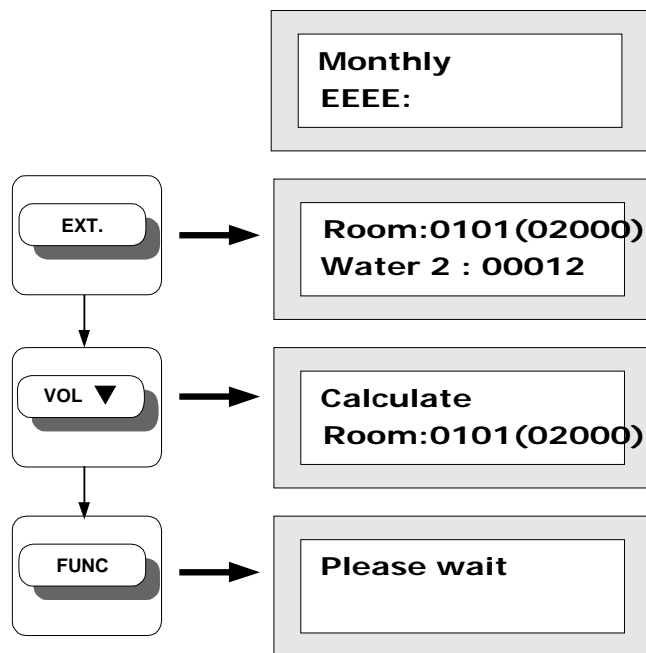 Monthly
EEEE:
EXT.
Room:0101(02000)
Water 2 : 00012
VOL ▼
Calculate
Room:0101(02000)
FUNC
Please wait